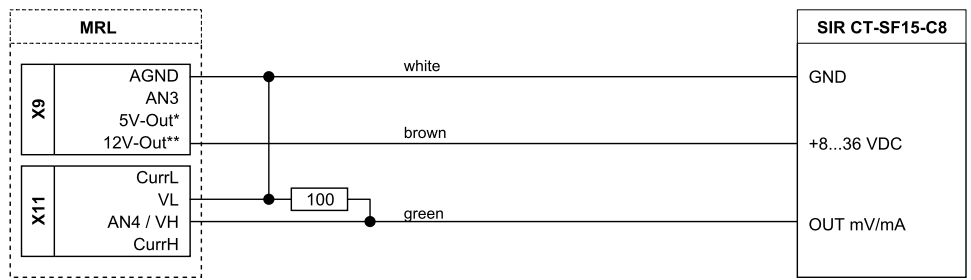 MRL
SIR CT-SF15-C8
X9
AGND
AN3
5V-Out*
12V-Out**
white
brown
GND
+8...36 VDC
X11
CurrL
VL
AN4 / VH
CurrH
100
green
OUT mV/mA